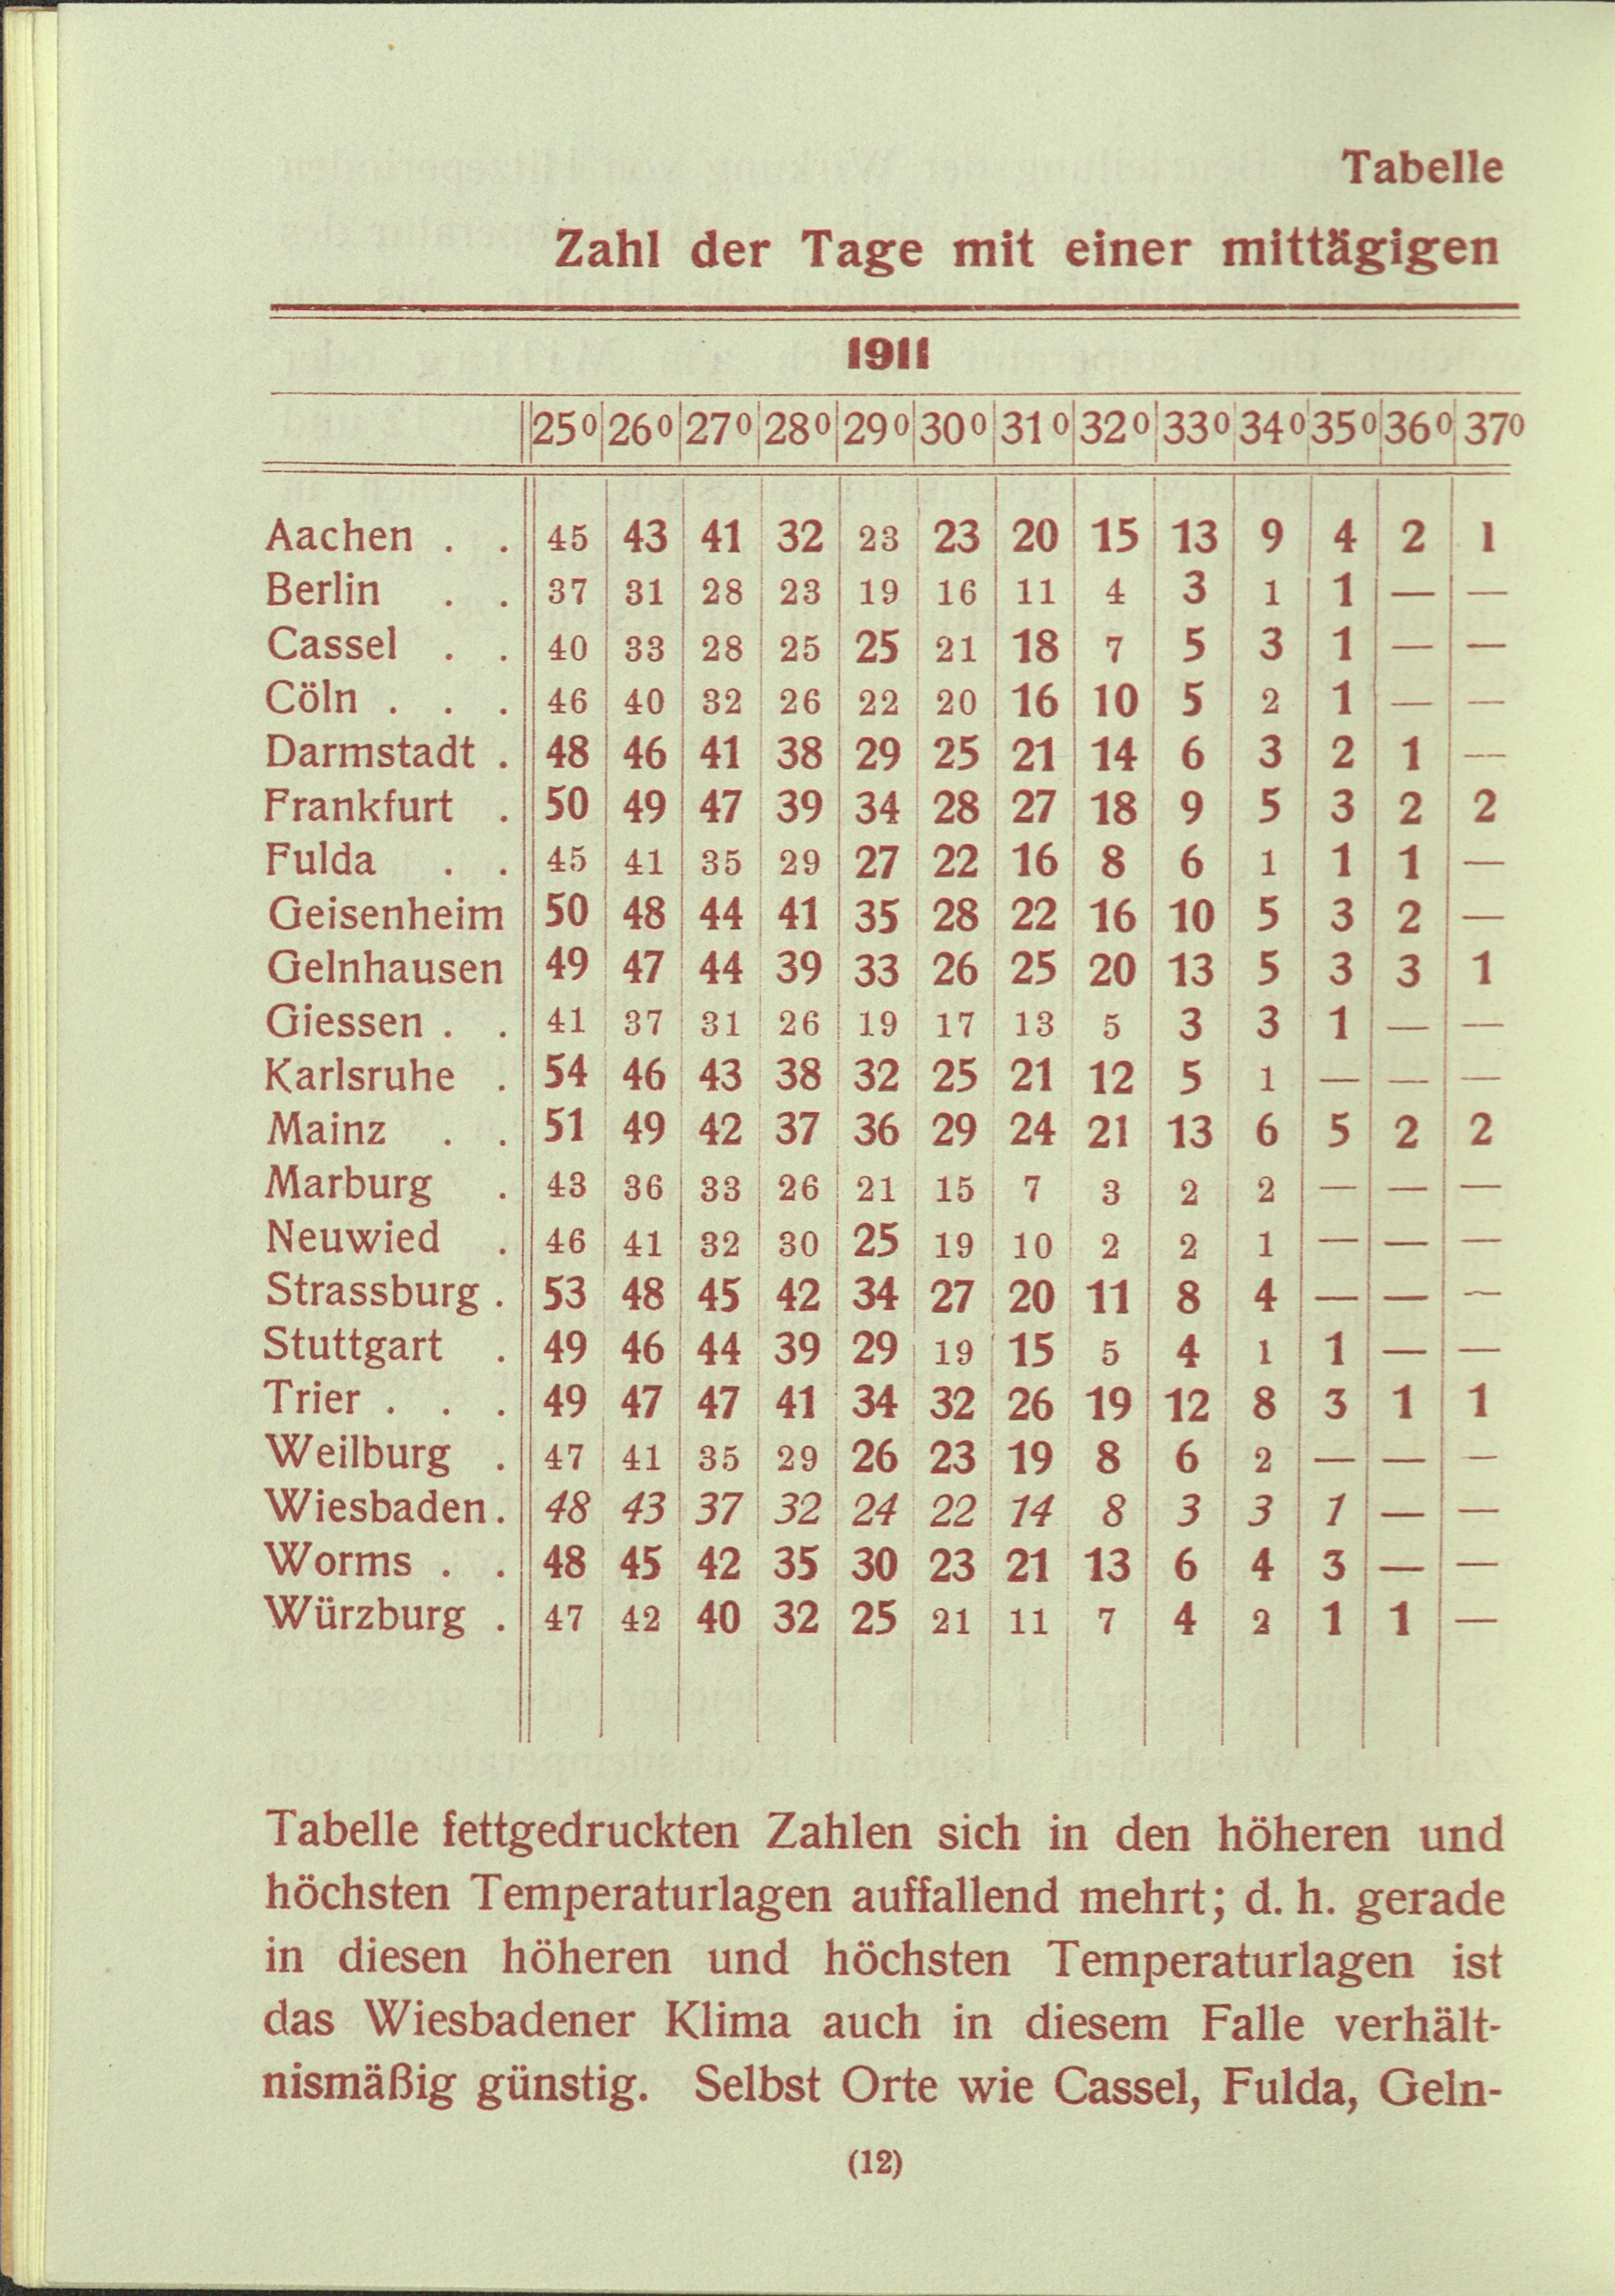 Tabelle
Zahl der Tage mit einer mittägigen
1911
25° 26° 27° 28° 29° 30° 31° 32° 33° 34° 35° 36° 37°
Aachen . . 45 43 41 32 23 23 20 15 13 9 4 2 1
Berlin . . 37 31 28 23 19 16 11 4 3 1 1 — —
Cassel . . 40 33 28 25 25 21 18 7 5 3 1 — —
Cöln . . . 46 40 32 26 22 20 16 10 5 2 1 — —
Darmstadt . 48 46 41 38 29 25 21 14 6 3 2 1 —
Frankfurt . 50 49 47 39 34 28 27 18 9 5 3 2 2
Fulda . . 45 41 35 29 27 22 16 8 6 1 1 1 —
Geisenheim 50 48 44 41 35 28 22 16 10 5 3 2 —
Gelnhausen 49 47 44 39 33 26 25 20 13 5 3 3 1
Giessen . . 41 37 31 26 19 17 13 5 3 3 1 — —
Karlsruhe . 54 46 43 38 32 25 21 12 5 1 — — —
Mainz . . 51 49 42 37 36 29 24 21 13 6 5 2 2
Marburg . 43 36 33 26 21 15 7 3 2 2 — — —
Neuwied . 46 41 32 30 25 19 10 2 2 1 — — —
Strassburg . 53 48 45 42 34 27 20 11 8 4 — — —
Stuttgart . 49 46 44 39 29 19 15 5 4 1 1 — —
Trier . . . 49 47 47 41 34 32 26 19 12 8 3 1 1
Weilburg . 47 41 35 29 26 23 19 8 6 2 — — —
Wiesbaden . 48 43 37 32 24 22 14 8 3 3 1 — —
Worms . . 48 45 42 35 30 23 21 13 6 4 3 — —
Würzburg . 47 42 40 32 25 21 11 7 4 2 1 1 —
Tabelle fettgedruckten Zahlen sich in den höheren und
höchsten Temperaturlagen auffallend mehrt; d. h. gerade
in diesen höheren und höchsten Temperaturlagen ist
das Wiesbadener Klima auch in diesem Falle verhält-
nismäßig günstig. Selbst Orte wie Cassel, Fulda, Geln-
(12)